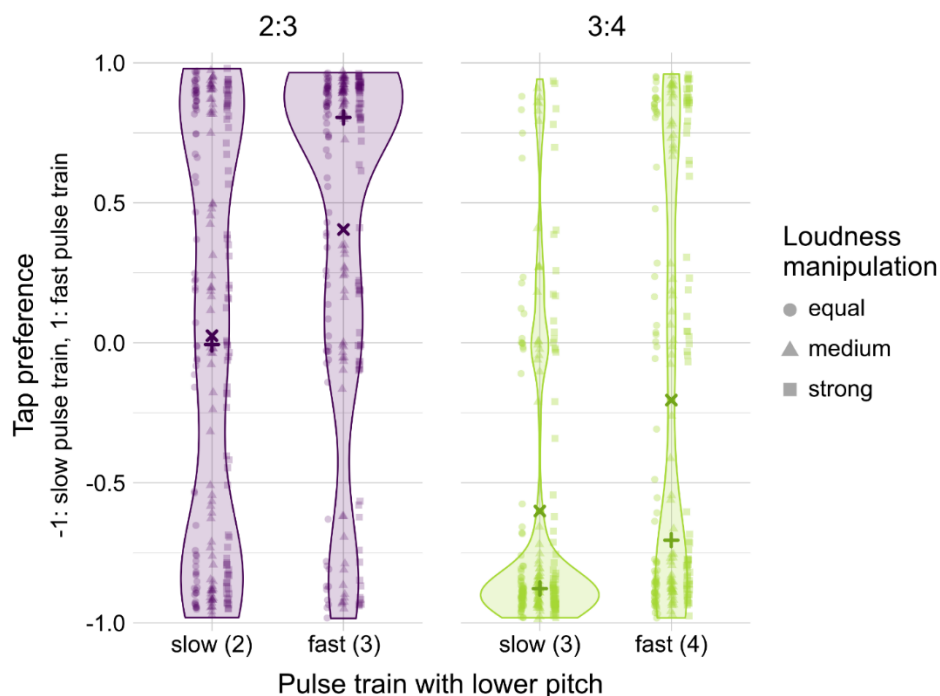 2:3
3:4
Tap preference
-1: slow pulse train, 1: fast pulse train
1.0
0.5
0.0
-0.5
-1.0
slow (2)
fast (3)
slow (3)
fast (4)
Pulse train with lower pitch
Loudness
manipulation
equal
medium
strong